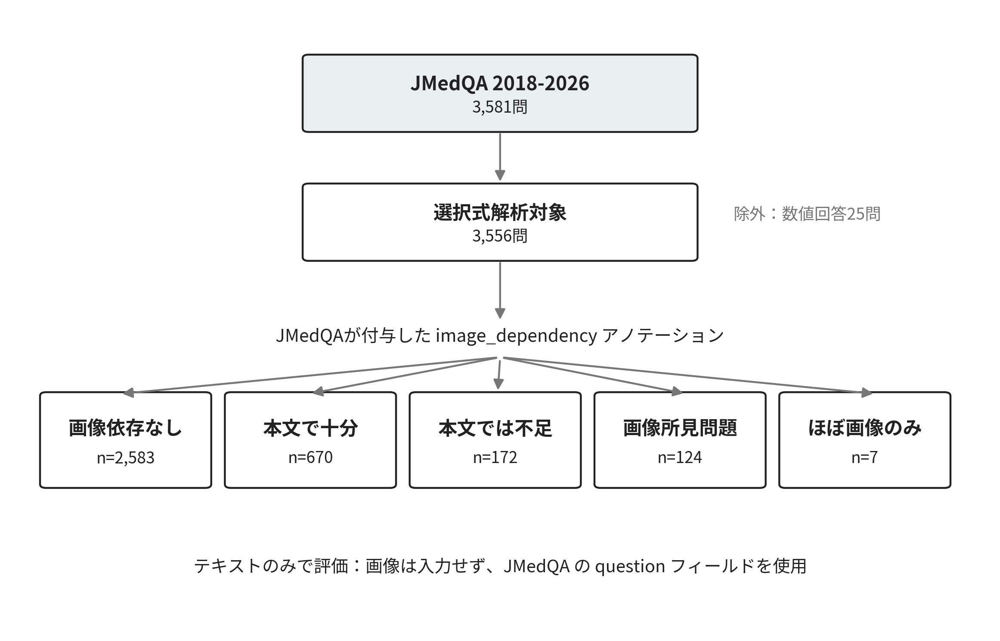 JMedQA 2018-2026
3,581問
選択式解析対象
3,556問
除外：数値回答25問
JMedQAが付与した image_dependency アノテーション
画像依存なし
n=2,583
本文で十分
n=670
本文では不足
n=172
画像所見問題
n=124
ほぼ画像のみ
n=7
テキストのみで評価：画像は入力せず、JMedQA の question フィールドを使用